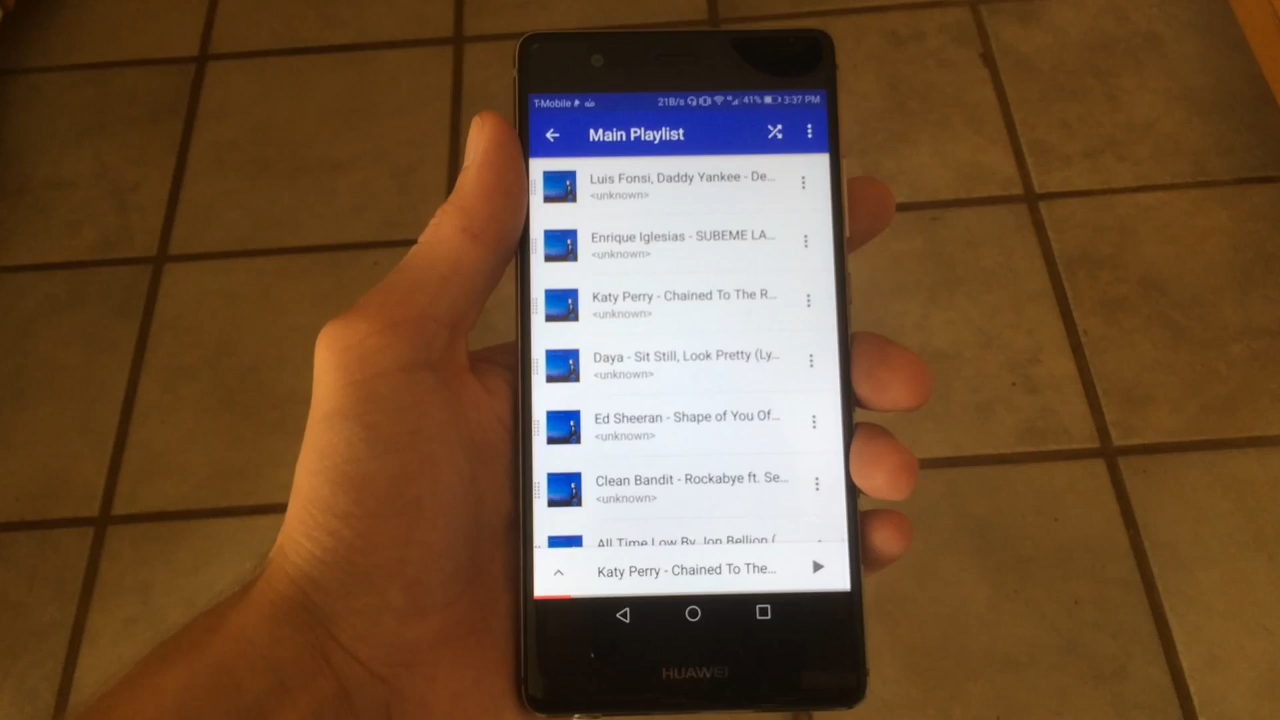 T-Mobile 21B/s 41% 3:37 PM
Main Playlist
Luis Fonsi, Daddy Yankee - De...
<unknown>
Enrique Iglesias - SUBEME LA...
<unknown>
Katy Perry - Chained To The R...
<unknown>
Daya - Sit Still, Look Pretty (Ly...
<unknown>
Ed Sheeran - Shape of You Of...
<unknown>
Clean Bandit - Rockabye ft. Se...
<unknown>
All Time Low By Jon Bellion (
Katy Perry - Chained To The...
HUAWEI